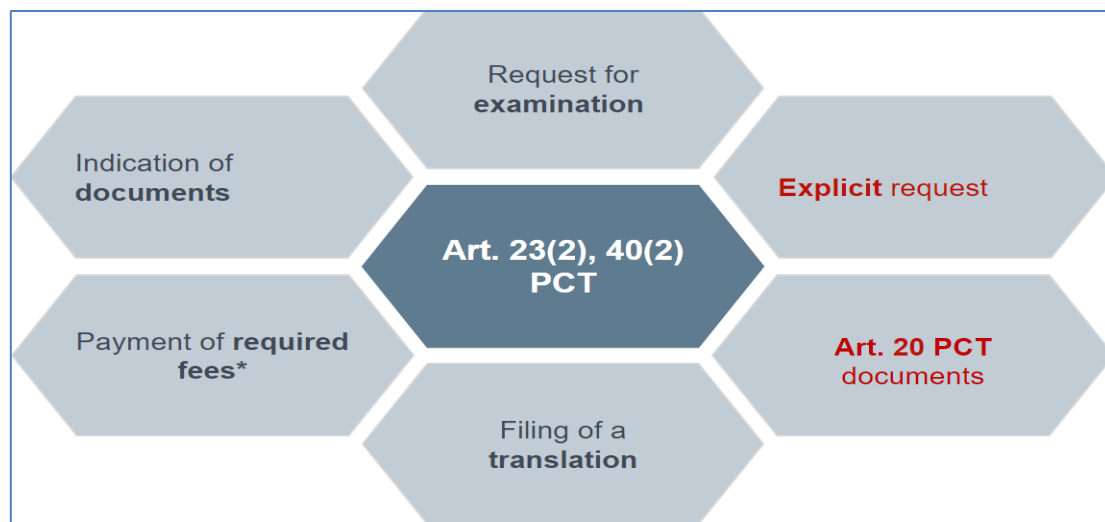 Request for
examination
Indication of
documents
Explicit request
Art. 23(2), 40(2)
PCT
Payment of required
fees*
Art. 20 PCT
documents
Filing of a
translation